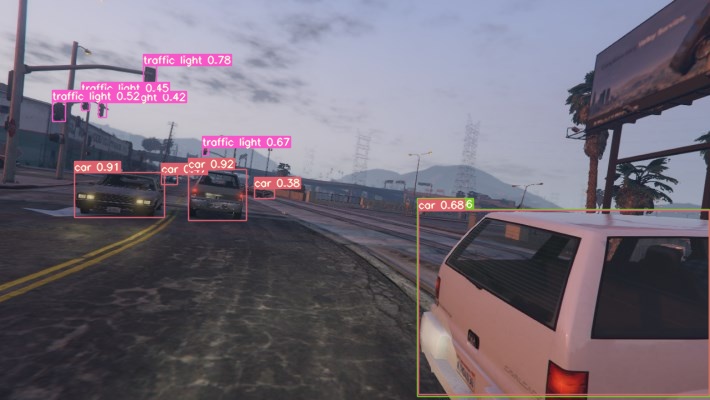 traffic light 0.78
traffic light 0.45
traffic light 0.52
ght 0.42
traffic light 0.67
car 0.91
car 0.92
car 0.38
car 0.68
6